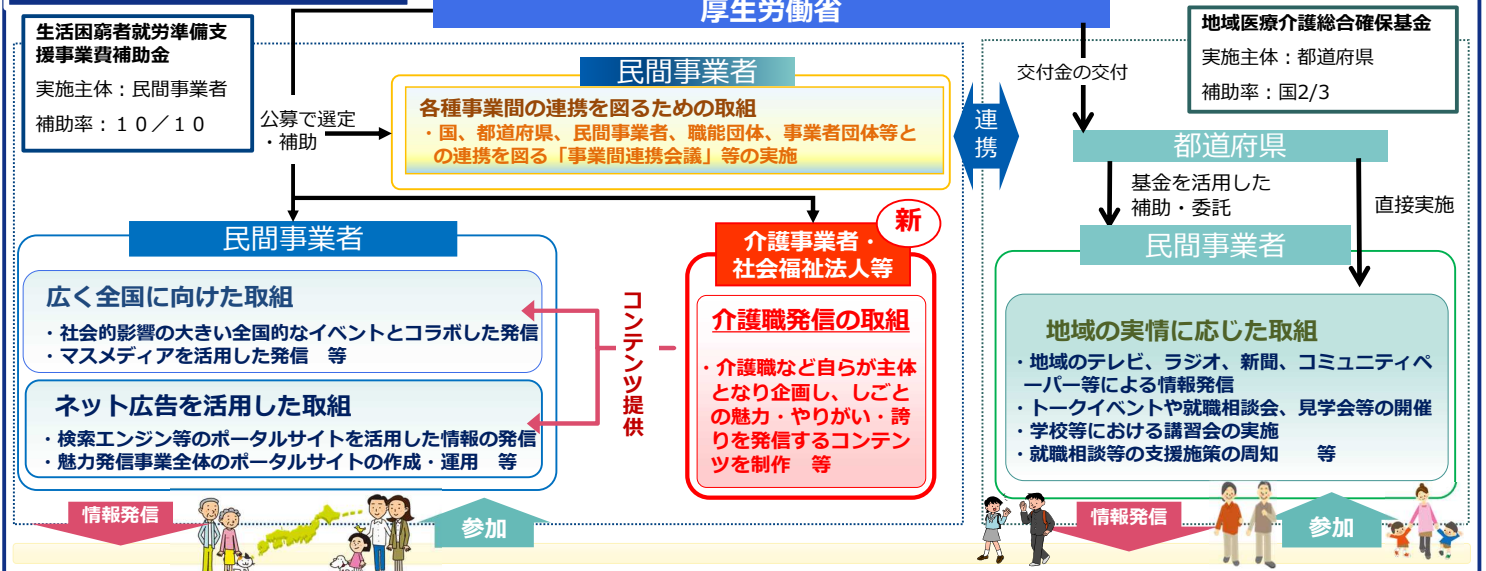 厚生労働省
生活困窮者就労準備支
援事業費補助金
実施主体：民間事業者
補助率：１０／１０
公募で選定
・補助
民間事業者
各種事業間の連携を図るための取組
・国、都道府県、民間事業者、職能団体、事業者団体等と
の連携を図る「事業間連携会議」等の実施
連
携
交付金の交付
地域医療介護総合確保基金
実施主体：都道府県
補助率：国2/3
都道府県
基金を活用した
補助・委託
直接実施
民間事業者
広く全国に向けた取組
・社会的影響の大きい全国的なイベントとコラボした発信
・マスメディアを活用した発信　等
ネット広告を活用した取組
・検索エンジン等のポータルサイトを活用した情報の発信
・魅力発信事業全体のポータルサイトの作成・運用　等
コンテンツ提供
新
介護事業者・
社会福祉法人等
介護職発信の取組
・介護職など自らが主体
となり企画し、しごと
の魅力・やりがい・誇
りを発信するコンテン
ツを制作　等
民間事業者
地域の実情に応じた取組
・地域のテレビ、ラジオ、新聞、コミュニティペ
ーパー等による情報発信
・トークイベントや就職相談会、見学会等の開催
・学校等における講習会の実施
・就職相談等の支援施策の周知　　等
情報発信
参加
情報発信
参加